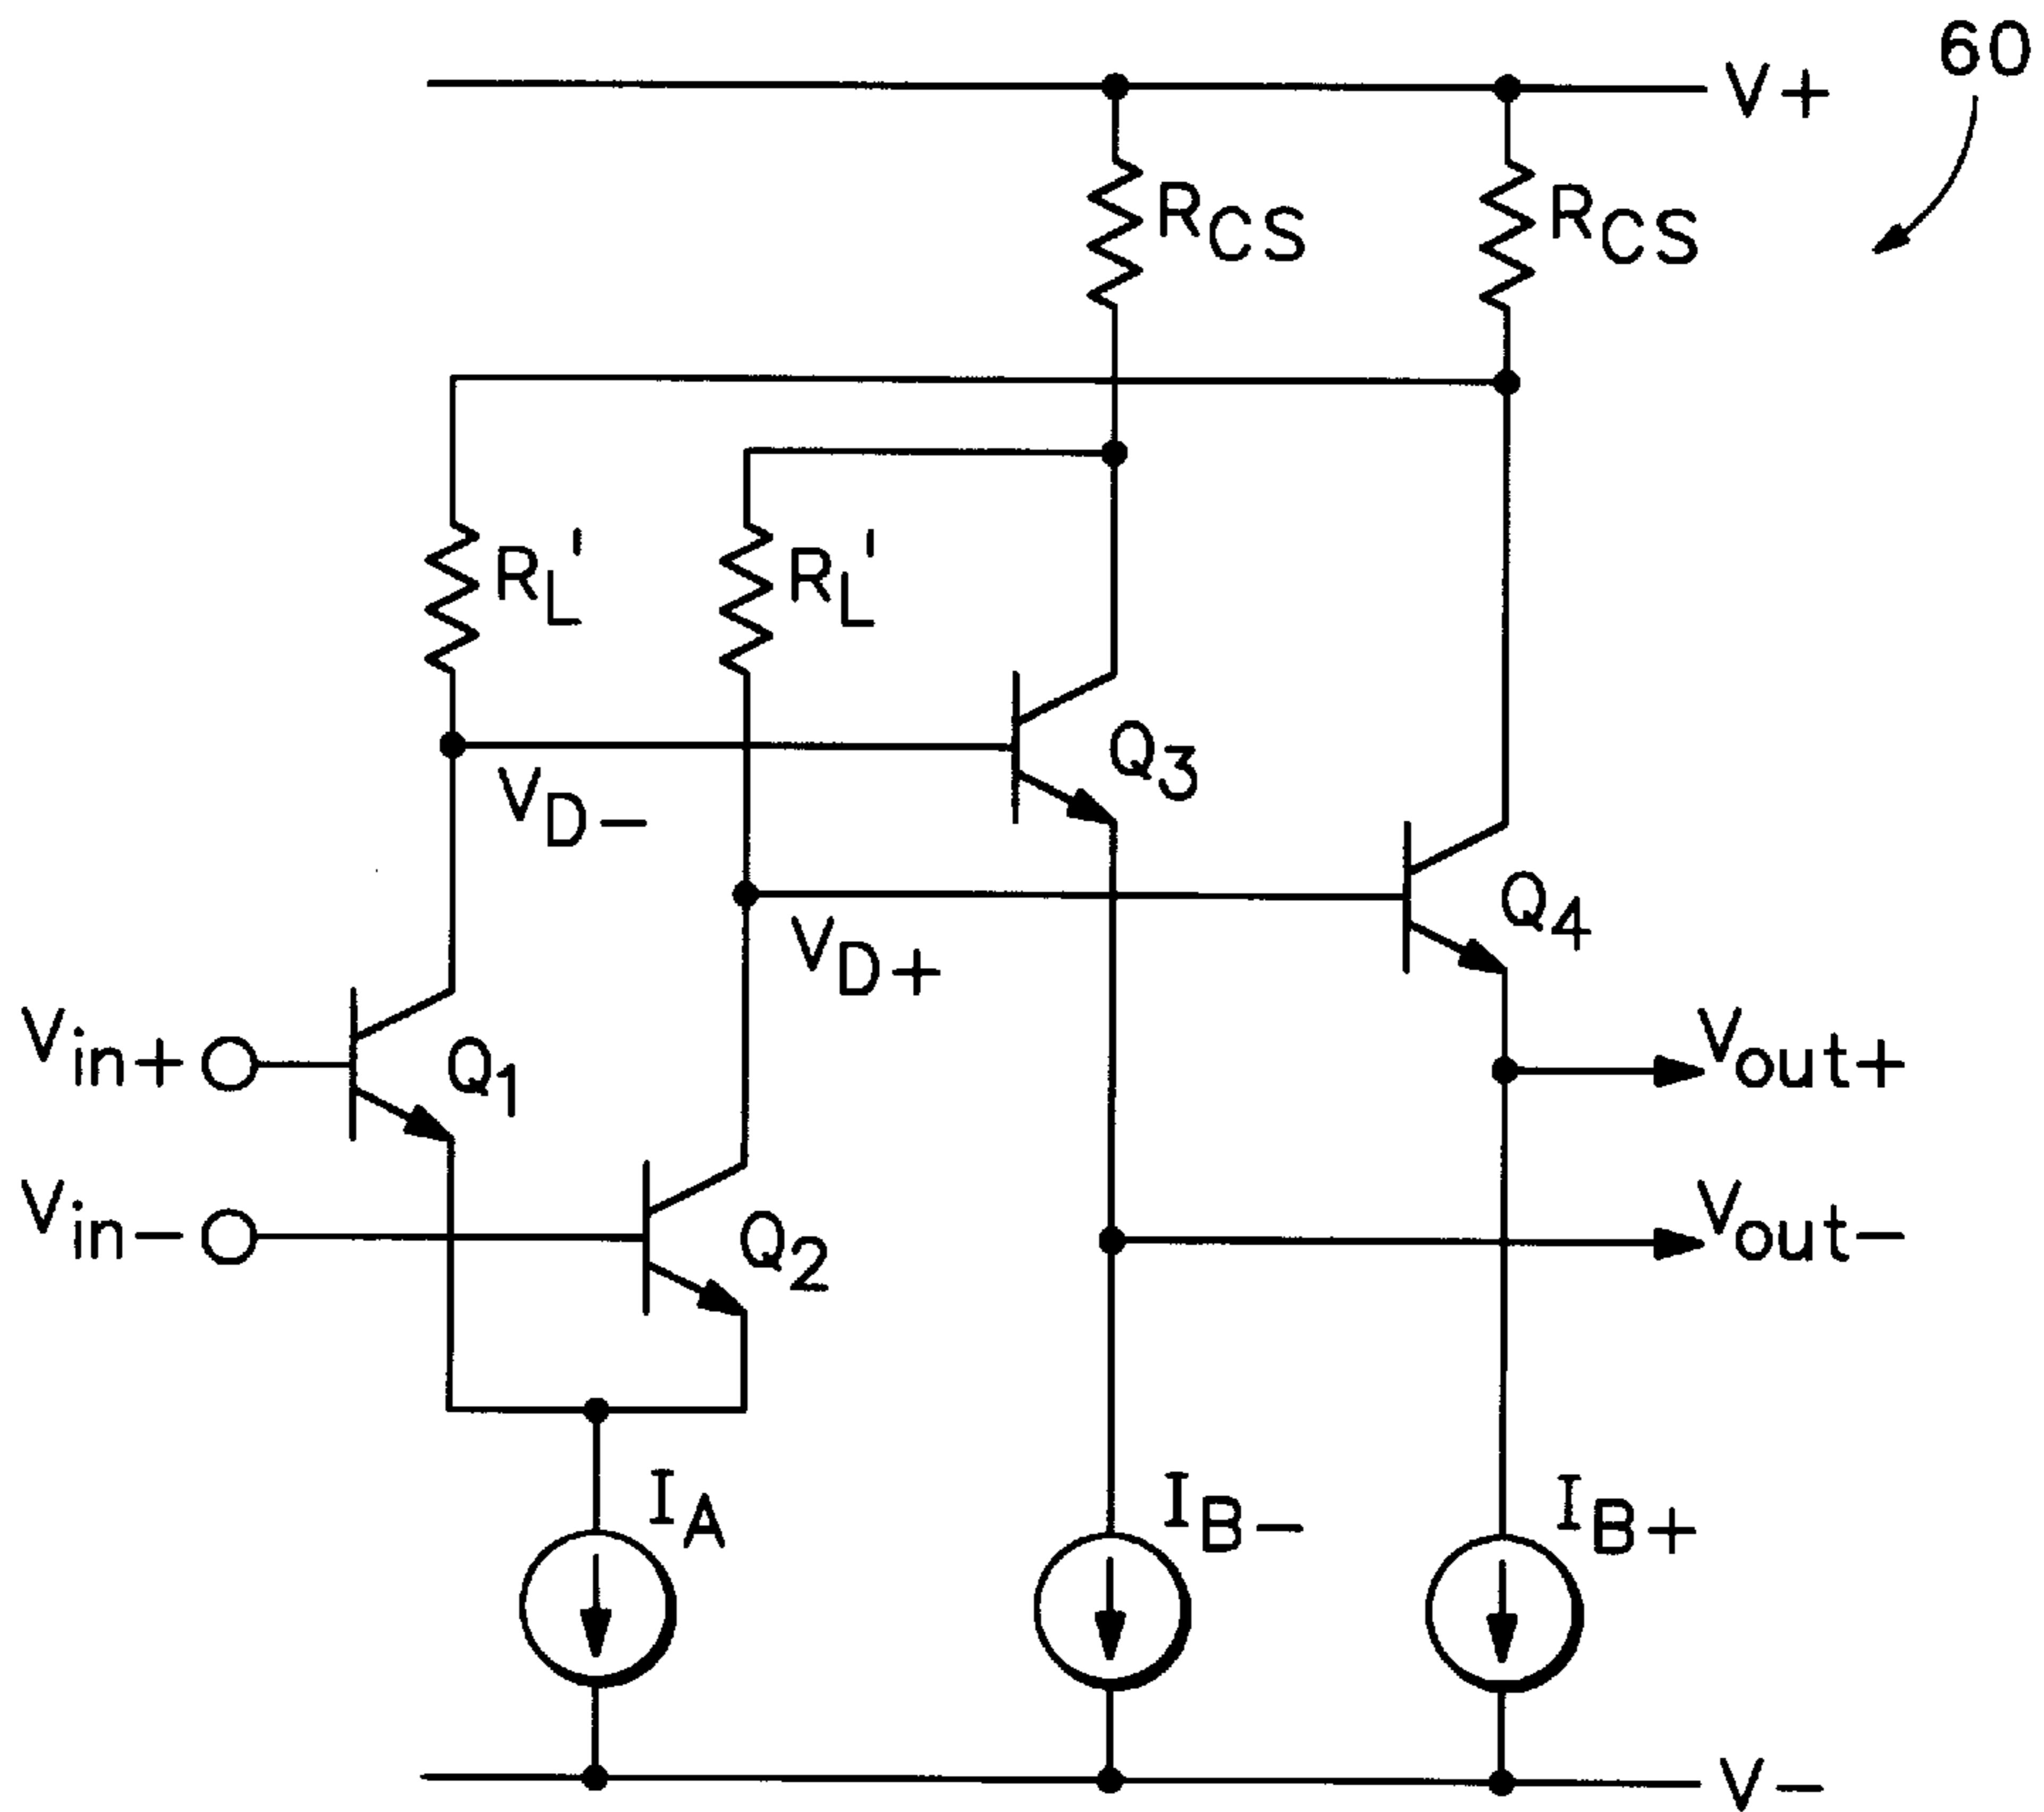 60
V+
RCS
RCS
RL'
RL'
Q3
VD-
Q4
VD+
Vin+
Q1
Vout+
Vin-
Q2
Vout-
IA
IB-
IB+
V-